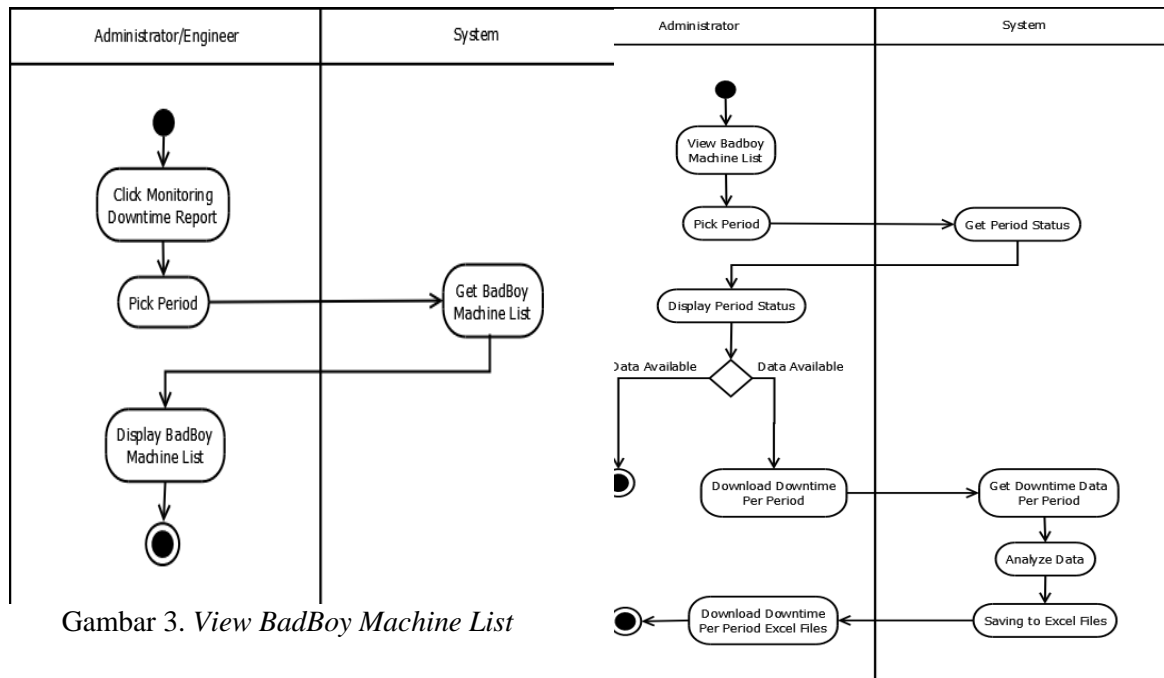 Administrator/Engineer
System
Click Monitoring
Downtime Report
Pick Period
Get BadBoy
Machine List
Display BadBoy
Machine List
Gambar 3. View BadBoy Machine List
Administrator
System
View Badboy
Machine List
Pick Period
Get Period Status
Display Period Status
Data Available
Data Available
Download Downtime
Per Period
Get Downtime Data
Per Period
Analyze Data
Saving to Excel Files
Download Downtime
Per Period Excel Files